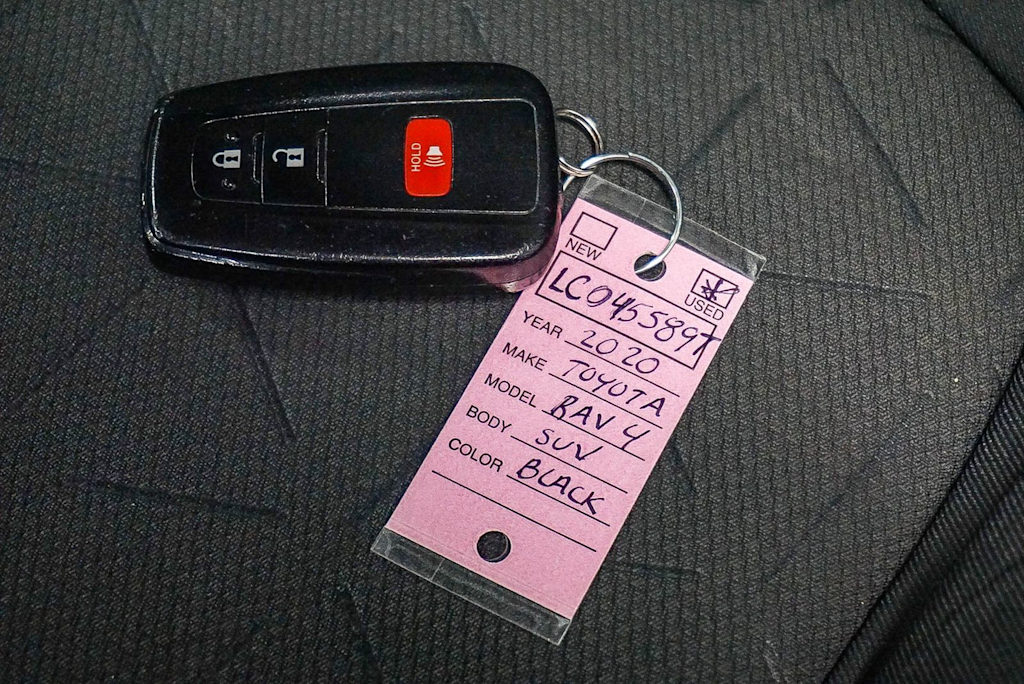 HOLD
NEW
USED
LC045589T
YEAR 2020
MAKE TOYOTA
MODEL RAV 4
BODY SUV
COLOR BLACK